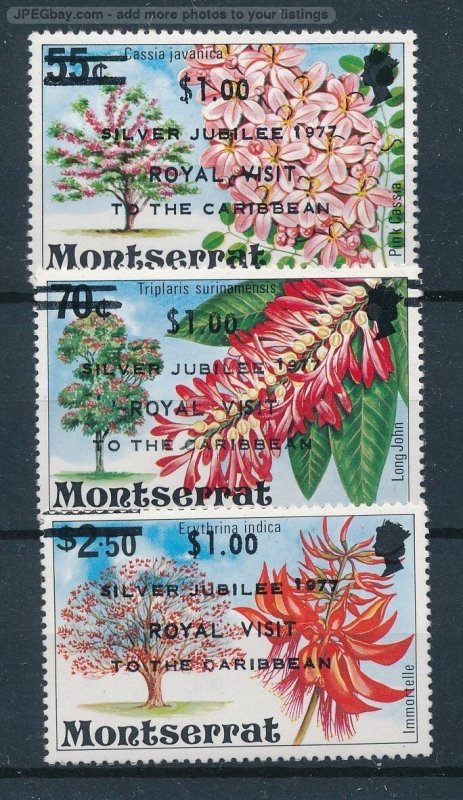 JPEGbay.com - add more photos to your listings
55c
Cassia javanica
$1.00
SILVER JUBILEE 1977
ROYAL VISIT
TO THE CARIBBEAN
Pink Cassia
Montserrat
70c
Triplaris surinamensis
$1.00
SILVER JUBILEE 1977
ROYAL VISIT
TO THE CARIBBEAN
Long John
Montserrat
$2.50
Erythrina indica
$1.00
SILVER JUBILEE 1977
ROYAL VISIT
TO THE CARIBBEAN
Immortelle
Montserrat